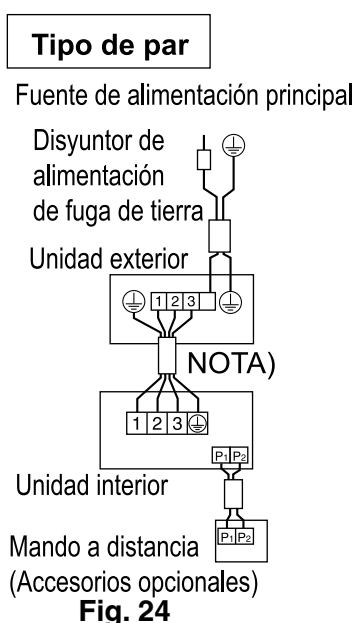 Tipo de par
Fuente de alimentación principal
Disyuntor de
alimentación
de fuga de tierra
Unidad exterior
1 2 3
NOTA)
1 2 3
P1 P2
Unidad interior
P1 P2
Mando a distancia
(Accesorios opcionales)
Fig. 24